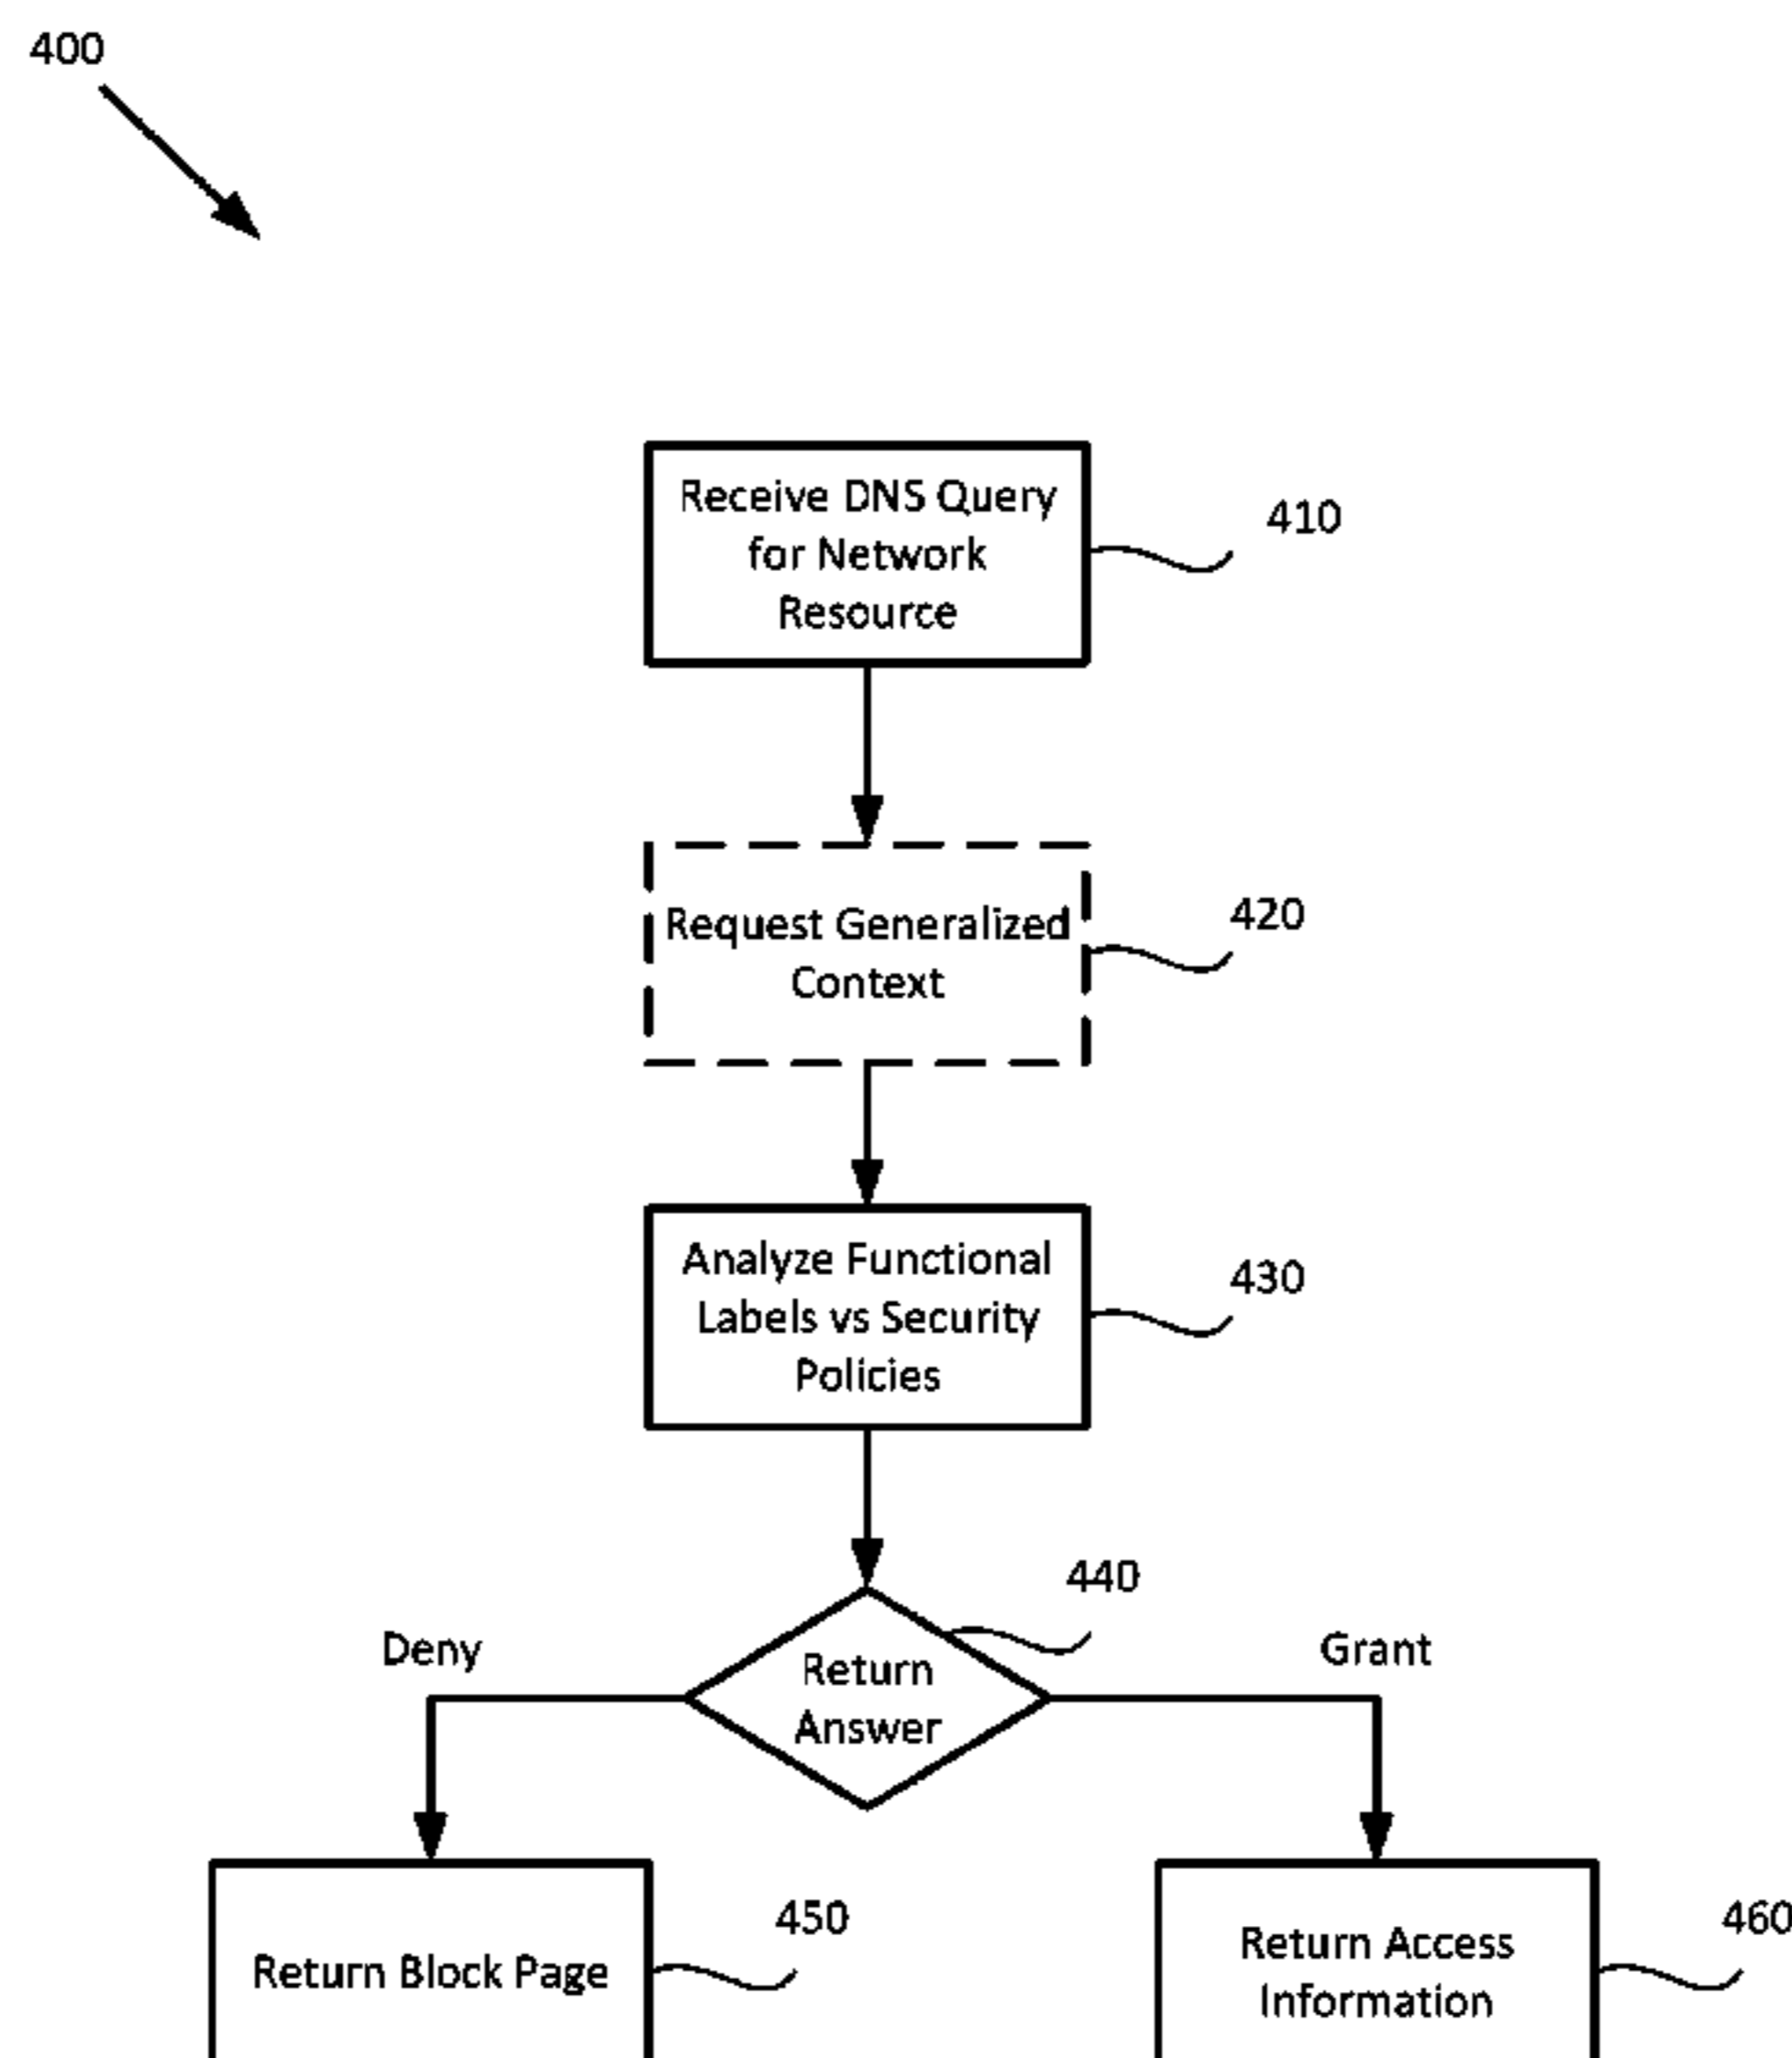 400
Receive DNS Query
for Network
Resource
410
Request Generalized
Context
420
Analyze Functional
Labels vs Security
Policies
430
440
Deny
Return
Answer
Grant
Return Block Page
450
Return Access
Information
460